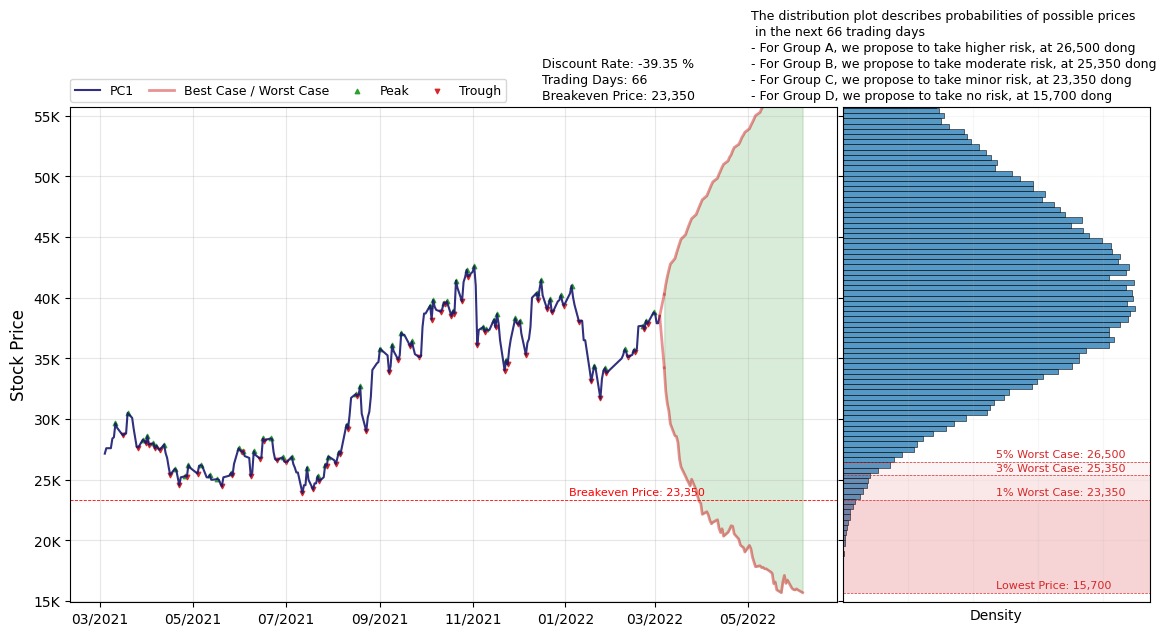 The distribution plot describes probabilities of possible prices
in the next 66 trading days
- For Group A, we propose to take higher risk, at 26,500 dong
- For Group B, we propose to take moderate risk, at 25,350 dong
- For Group C, we propose to take minor risk, at 23,350 dong
- For Group D, we propose to take no risk, at 15,700 dong
Discount Rate: -39.35 %
Trading Days: 66
Breakeven Price: 23,350
PC1
Best Case / Worst Case
Peak
Trough
Stock Price
55K
50K
45K
40K
35K
30K
25K
20K
15K
Breakeven Price: 23,350
5% Worst Case: 26,500
3% Worst Case: 25,350
1% Worst Case: 23,350
Lowest Price: 15,700
03/2021
05/2021
07/2021
09/2021
11/2021
01/2022
03/2022
05/2022
Density